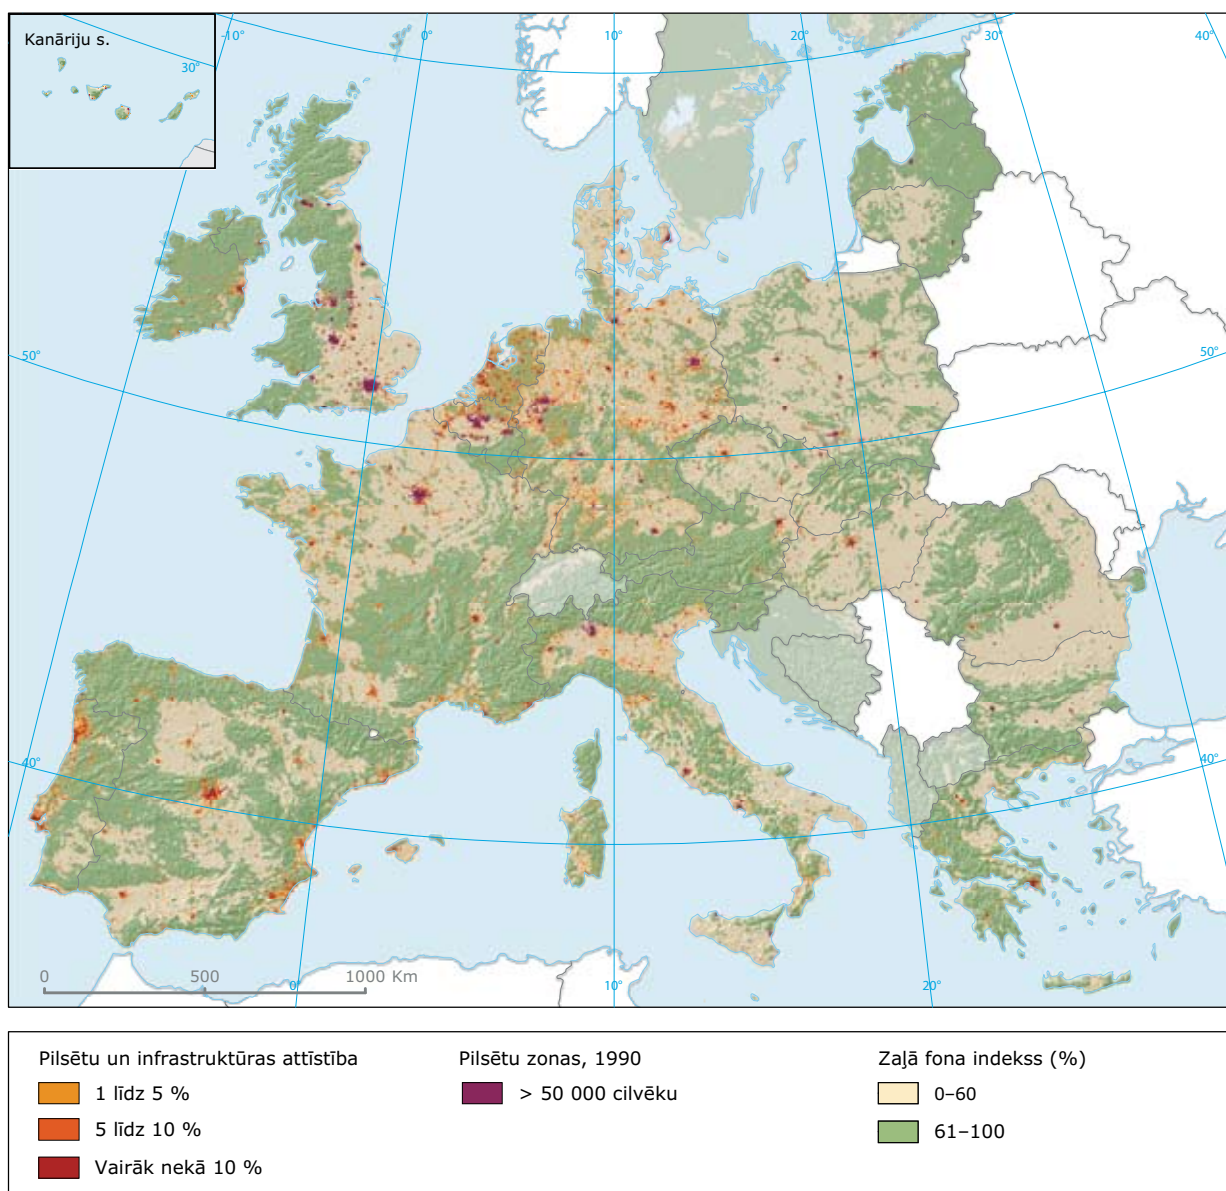 Kanāriju s.
30°
-10°
0°
10°
20°
30°
40°
50°
50°
40°
40°
0
500
1000 Km
0°
10°
20°
Pilsētu un infrastruktūras attīstība
1 līdz 5 %
5 līdz 10 %
Vairāk nekā 10 %
Pilsētu zonas, 1990
> 50 000 cilvēku
Zaļā fona indekss (%)
0–60
61–100